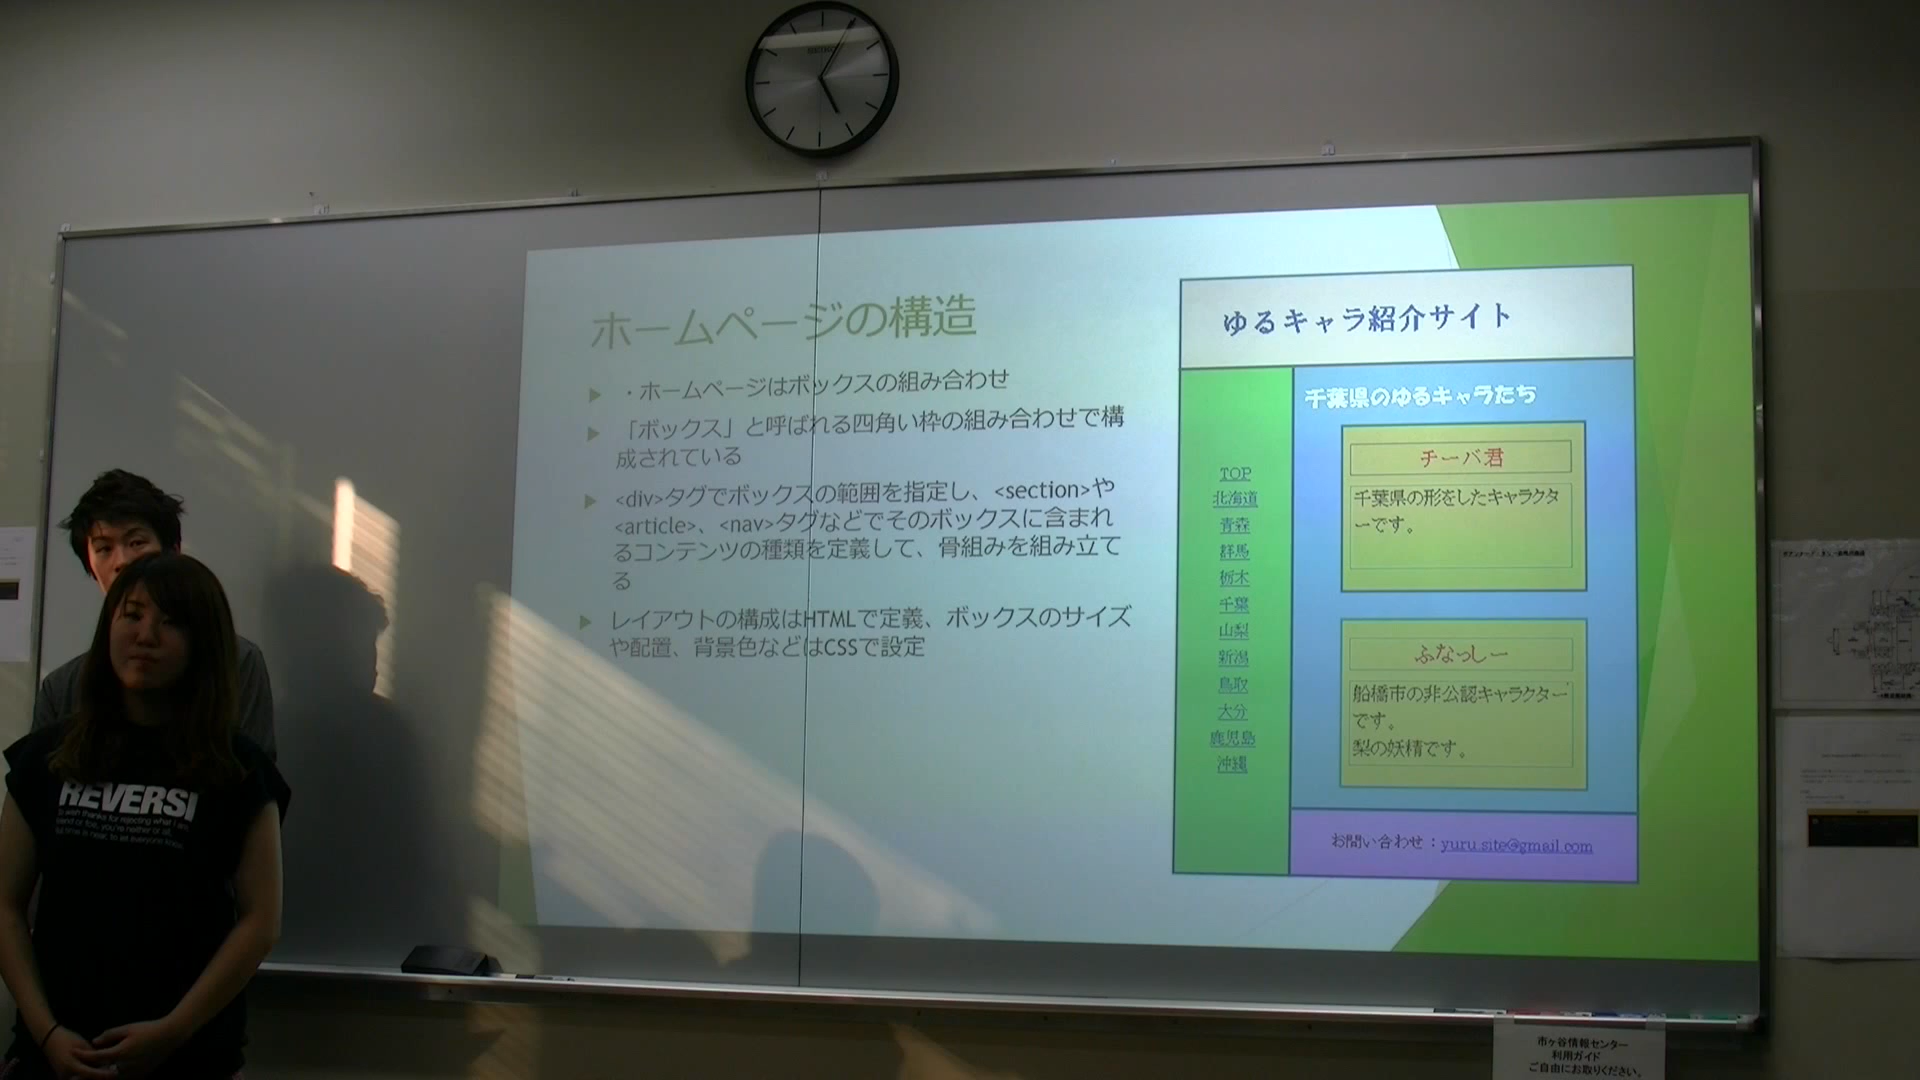 ホームページの構造
・ホームページはボックスの組み合わせ
「ボックス」と呼ばれる四角い枠の組み合わせで構
成されている
<div>タグでボックスの範囲を指定し、<section>や
<article>、<nav>タグなどでそのボックスに含まれ
るコンテンツの種類を定義して、骨組みを組み立て
る
レイアウトの構成はHTMLで定義、ボックスのサイズ
や配置、背景色などはCSSで設定
ゆるキャラ紹介サイト
TOP
北海道
青森
群馬
栃木
千葉
山梨
新潟
鳥取
大分
鹿児島
沖縄
千葉県のゆるキャラたち
チーバ君
千葉県の形をしたキャラクタ
ーです。
ふなっしー
船橋市の非公認キャラクター
です。
梨の妖精です。
お問い合わせ：yuru.site@gmail.com
REVERSI
市ヶ谷情報センター
利用ガイド
ご自由にお取りください。